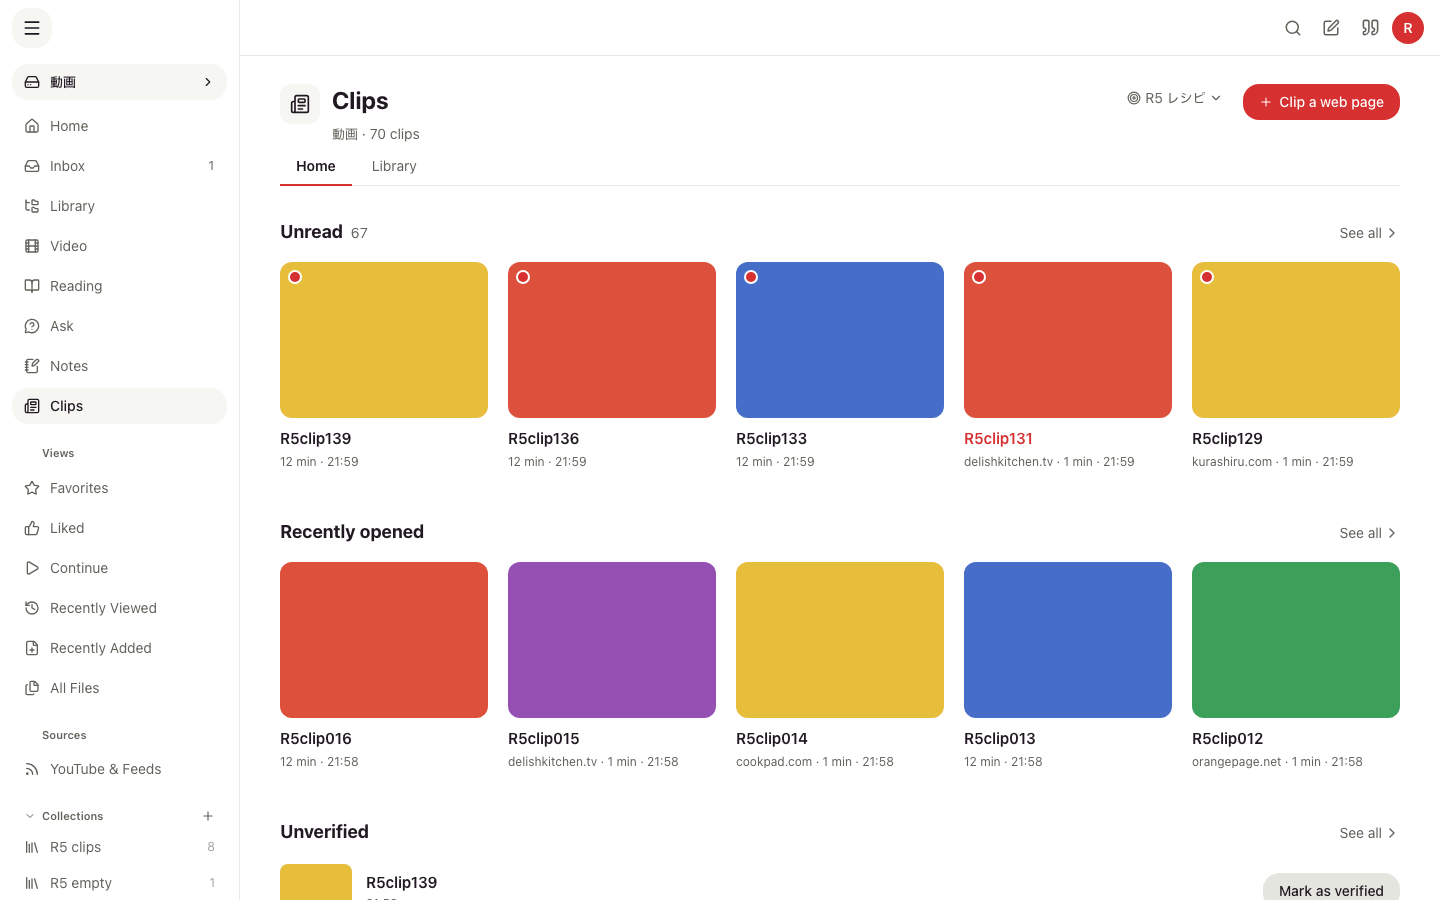 R
動画
Home
Inbox 1
Library
Video
Reading
Ask
Notes
Clips
Views
Favorites
Liked
Continue
Recently Viewed
Recently Added
All Files
Sources
YouTube & Feeds
Collections
R5 clips 8
R5 empty 1
Clips
動画 · 70 clips
R5 レシピ
+ Clip a web page
Home Library
Unread 67 See all
R5clip139
12 min · 21:59
R5clip136
12 min · 21:59
R5clip133
12 min · 21:59
R5clip131
delishkitchen.tv · 1 min · 21:59
R5clip129
kurashiru.com · 1 min · 21:59
Recently opened See all
R5clip016
12 min · 21:58
R5clip015
delishkitchen.tv · 1 min · 21:58
R5clip014
cookpad.com · 1 min · 21:58
R5clip013
12 min · 21:58
R5clip012
orangepage.net · 1 min · 21:58
Unverified See all
R5clip139
Mark as verified